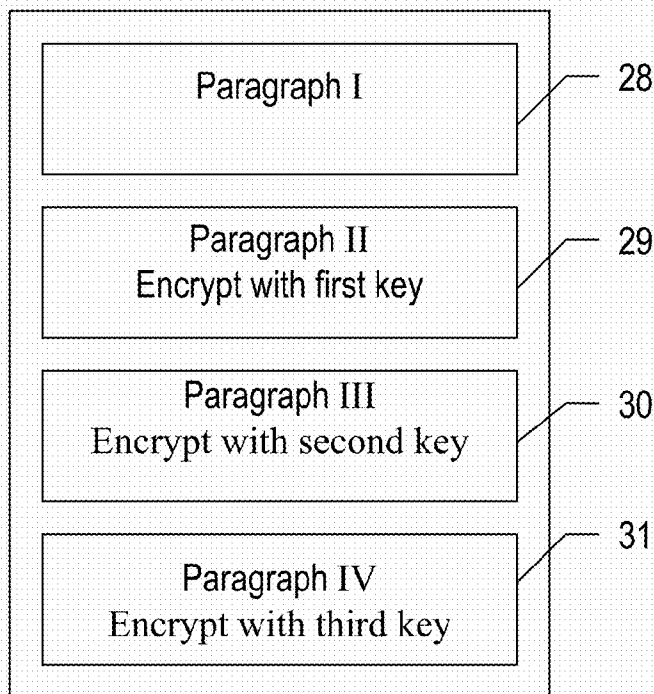 Paragraph I
28
Paragraph II
Encrypt with first key
29
Paragraph III
Encrypt with second key
30
Paragraph IV
Encrypt with third key
31